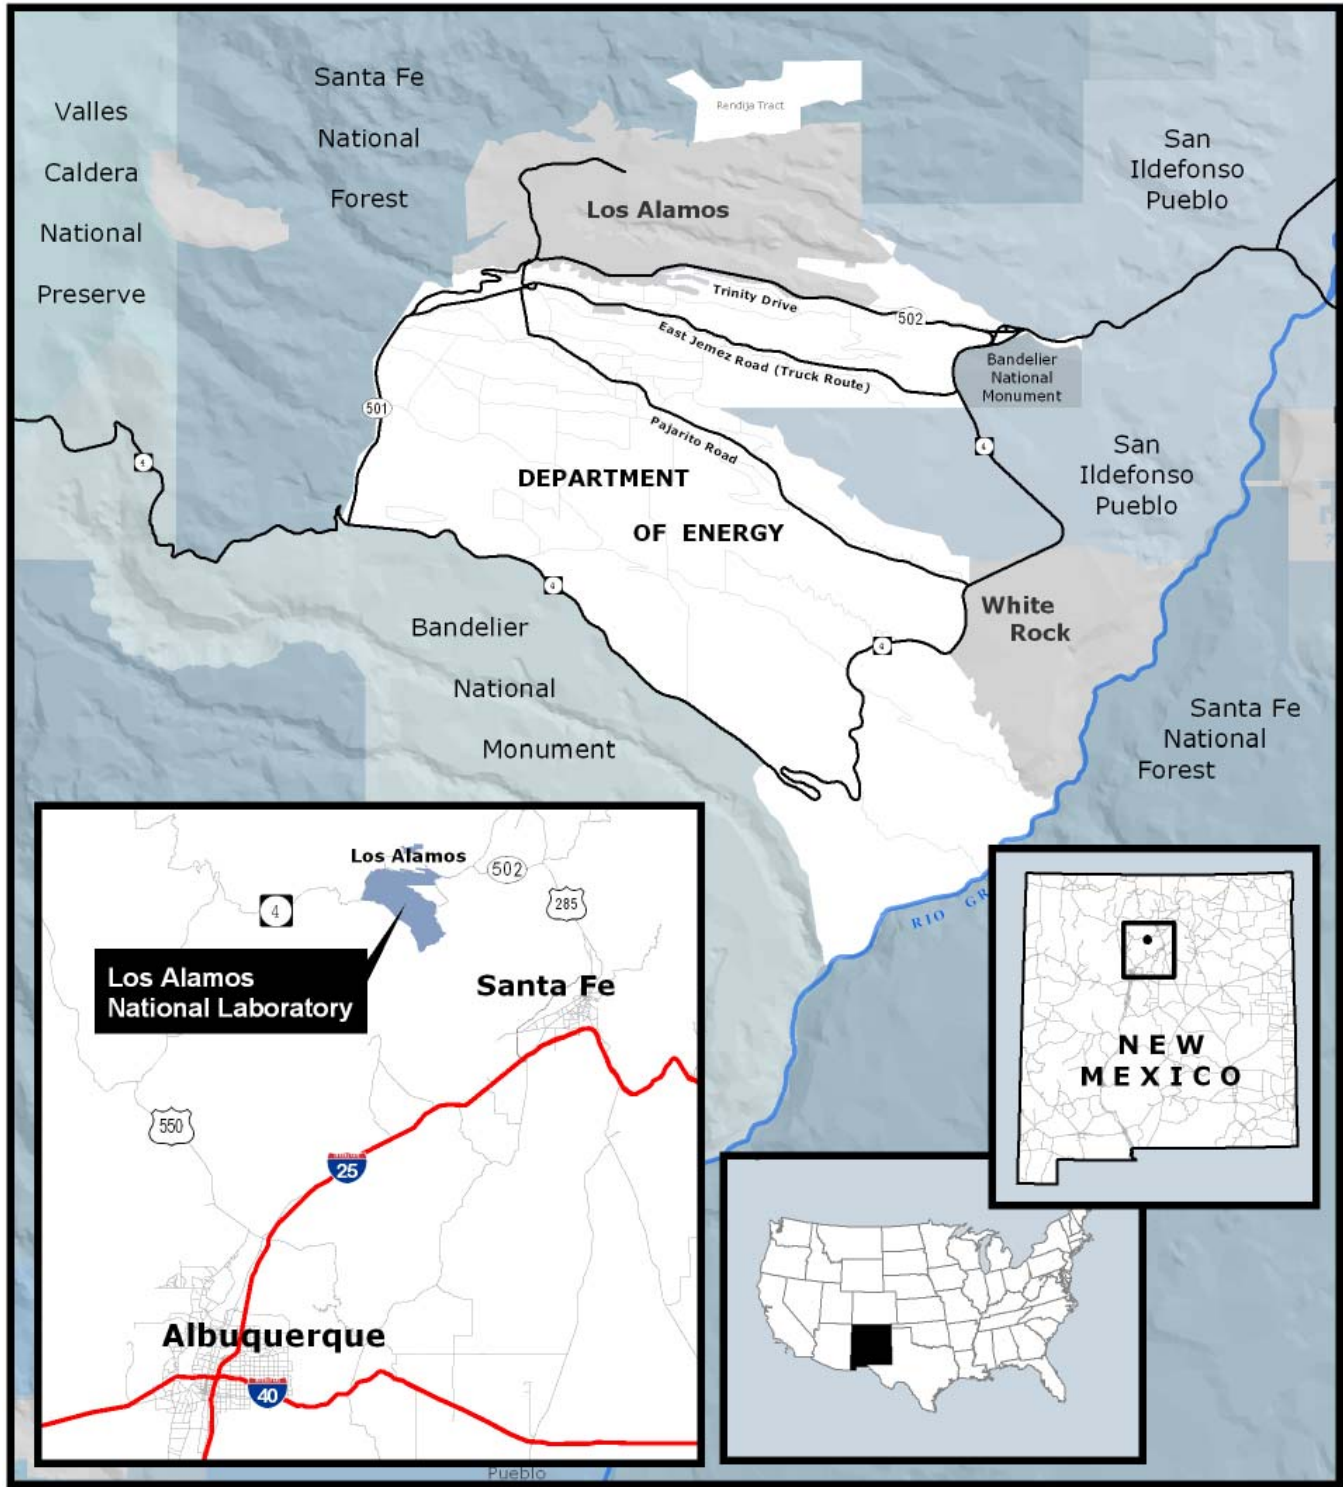 Valles
Caldera
National
Preserve
Santa Fe
National
Forest
Rendija Tract
San
Ildefonso
Pueblo
Los Alamos
Trinity Drive
502
East Jemez Road (Truck Route)
Bandelier
National
Monument
501
4
Pajarito Road
4
San
Ildefonso
Pueblo
DEPARTMENT
OF ENERGY
4
White
Rock
4
Bandelier
National
Monument
Santa Fe
National
Forest
RIO GR
Los Alamos
502
4
285
Los Alamos
National Laboratory
Santa Fe
550
25
Albuquerque
40
NEW
MEXICO
Pueblo